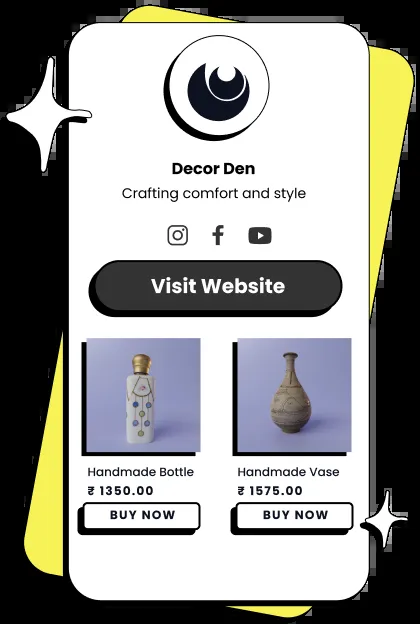 Decor Den
Crafting comfort and style
Visit Website
Handmade Bottle
₹ 1350.00
BUY NOW
Handmade Vase
₹ 1575.00
BUY NOW